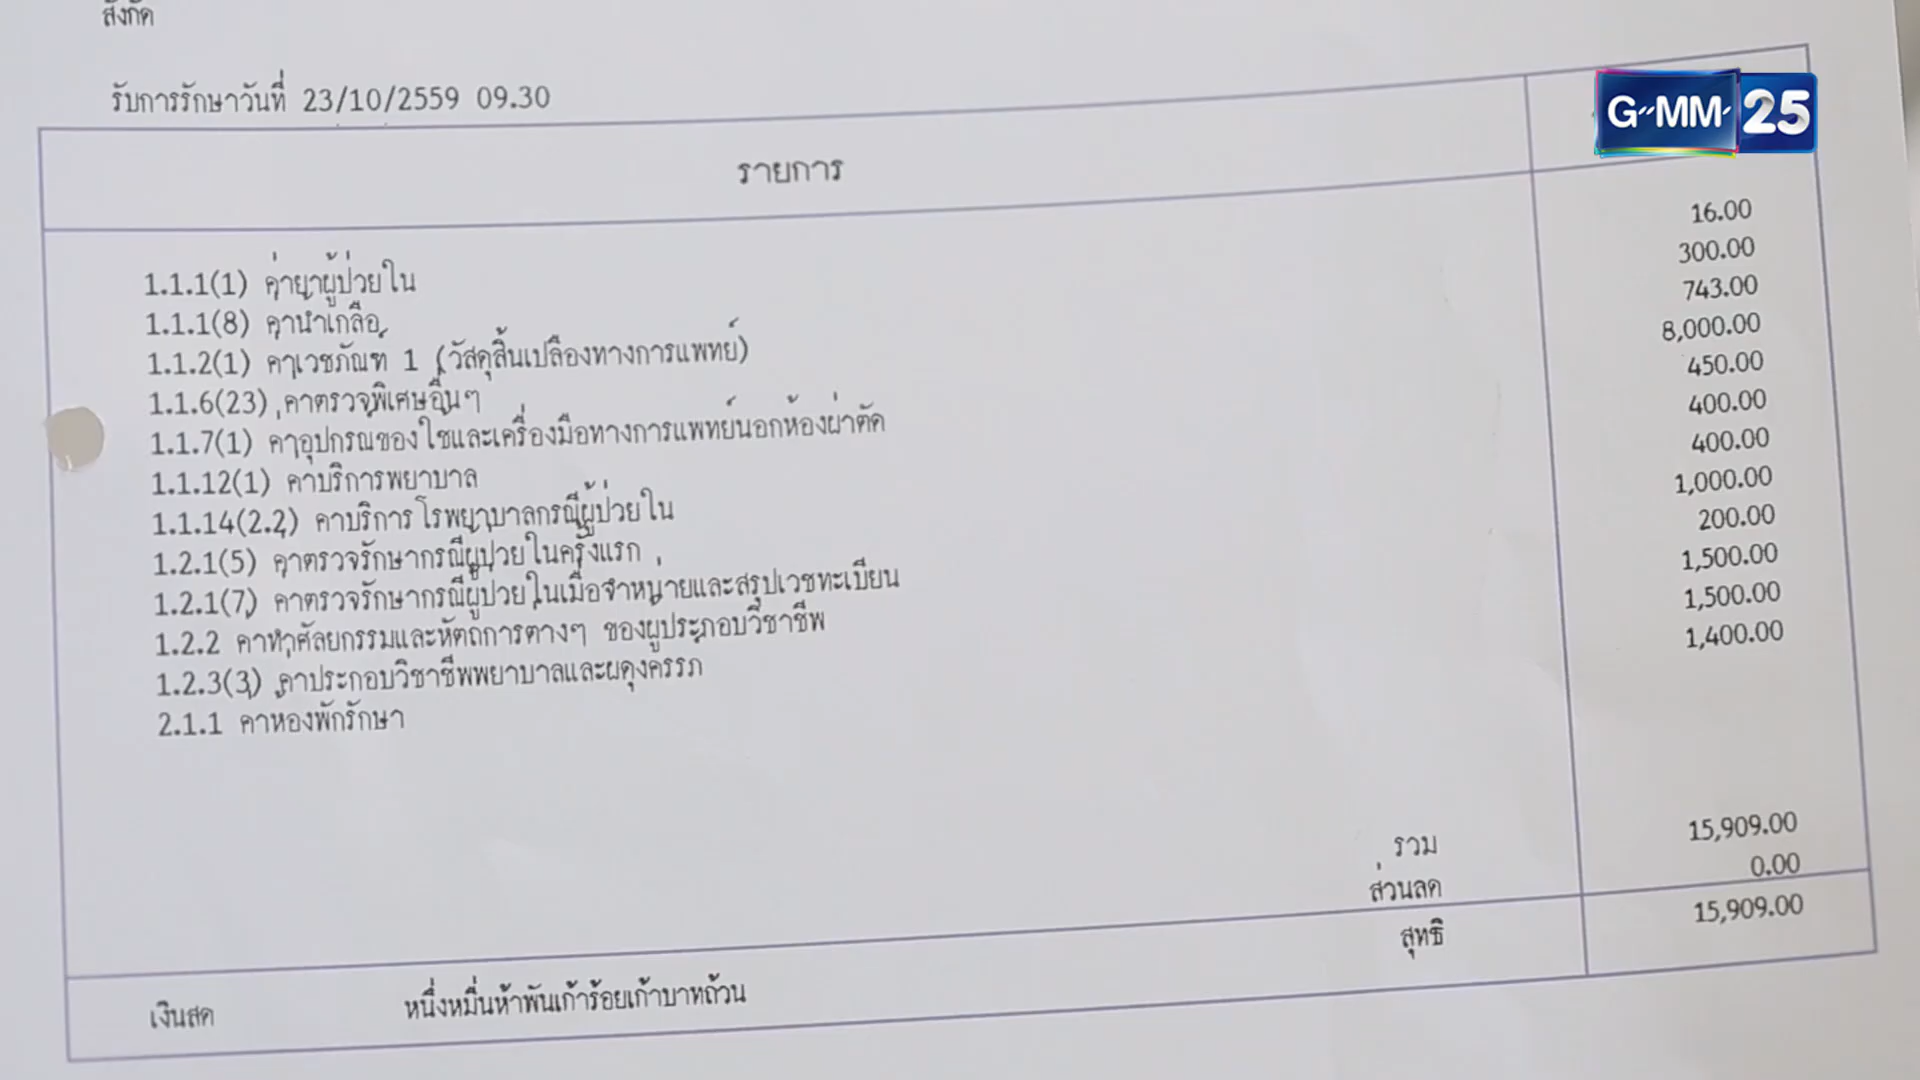 สังกัด
GMM 25
รับการรักษาวันที่ 23/10/2559 09.30
รายการ
1.1.1(1) ค่ายาผู้ป่วยใน 16.00
1.1.1(8) คาน้ำเกลือ 300.00
1.1.2(1) คาเวชภัณฑ์ 1 (วัสดุสิ้นเปลืองทางการแพทย์) 743.00
1.1.6(23) คาตรวจพิเศษอื่นๆ 8,000.00
1.1.7(1) คาอุปกรณของใชและเครื่องมือทางการแพทย์นอกห้องผ่าตัด 450.00
1.1.12(1) คาบริการพยาบาล 400.00
1.1.14(2.2) คาบริการโรพยาบาลกรณีผู้ป่วยใน 400.00
1.2.1(5) คาตรวจรักษากรณีผูปวยในครั้งแรก 1,000.00
1.2.1(7) คาตรวจรักษากรณีผูปวยในเมื่อจําหน่ายและสรุปเวชทะเบียน 200.00
1.2.2 คาทําศัลยกรรมและหัตถการตางๆ ของผูประกอบวิชาชีพ 1,500.00
1.2.3(3) คาประกอบวิชาชีพพยาบาลและผดุงครรภ 1,500.00
2.1.1 คาหองพักรักษา 1,400.00
รวม 15,909.00
ส่วนลด 0.00
สุทธิ 15,909.00
เงินสด หนึ่งหมื่นห้าพันเก้าร้อยเก้าบาทถ้วน